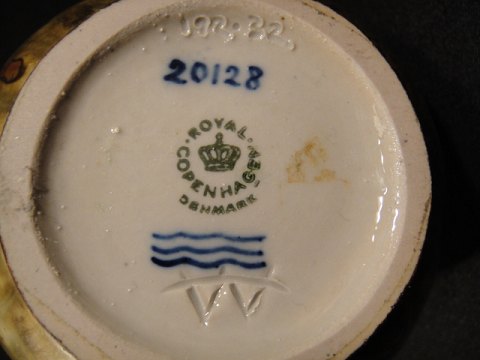 20128
ROYAL
COPENHAGEN
DENMARK